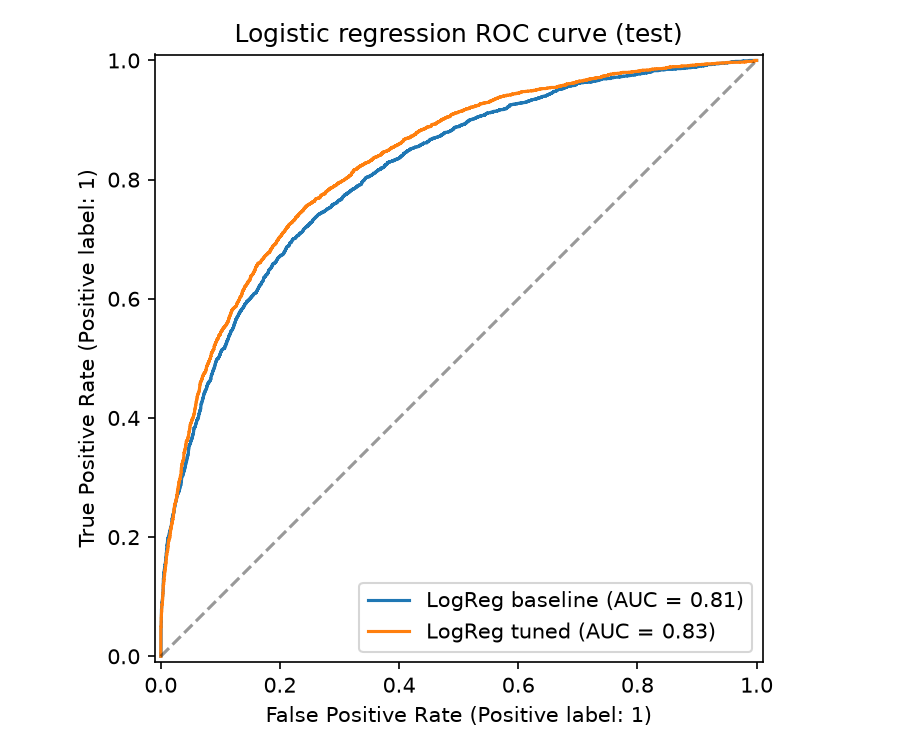 Logistic regression ROC curve (test)
True Positive Rate (Positive label: 1)
1.0
0.8
0.6
0.4
0.2
0.0
LogReg baseline (AUC = 0.81)
LogReg tuned (AUC = 0.83)
0.0 0.2 0.4 0.6 0.8 1.0
False Positive Rate (Positive label: 1)